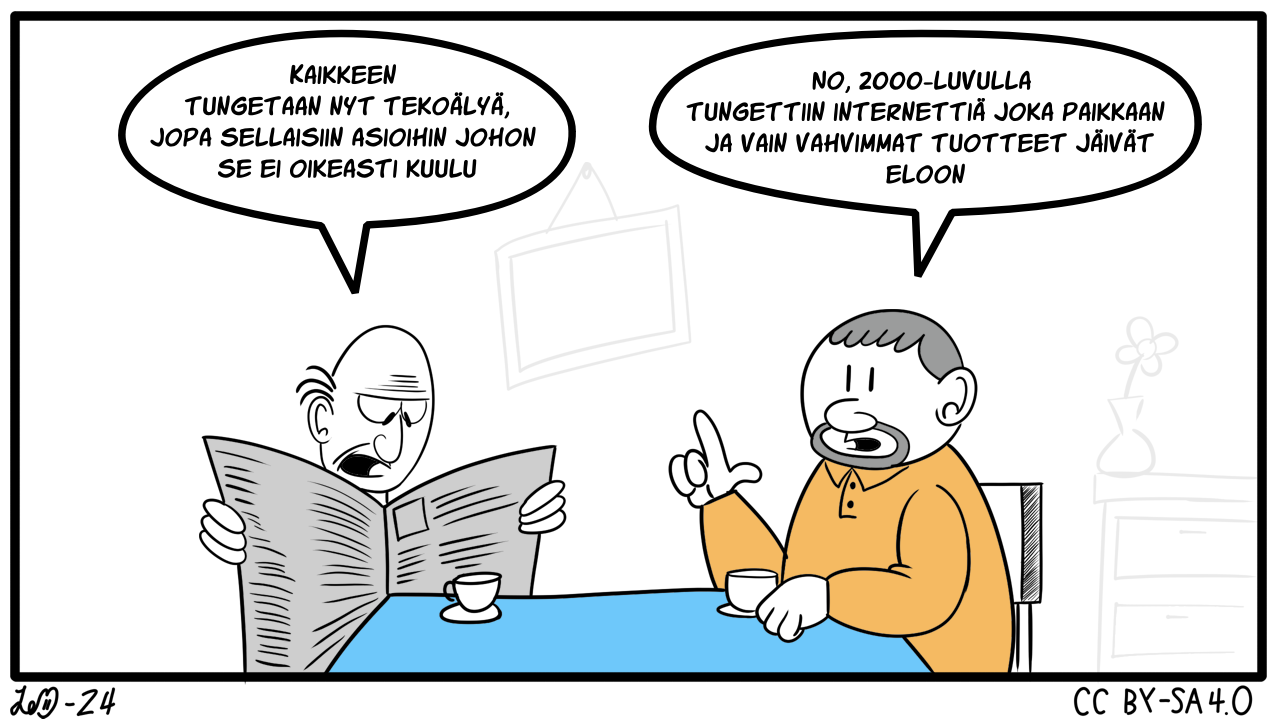 KAIKKEEN
TUNGETAAN NYT TEKOÄLYÄ,
JOPA SELLAISIIN ASIOIHIN JOHON
SE EI OIKEASTI KUULU
NO, 2000-LUVULLA
TUNGETTIIN INTERNETTIÄ JOKA PAIKKAAN
JA VAIN VAHVIMMAT TUOTTEET JÄIVÄT
ELOON
-24
CC BY-SA 4.0